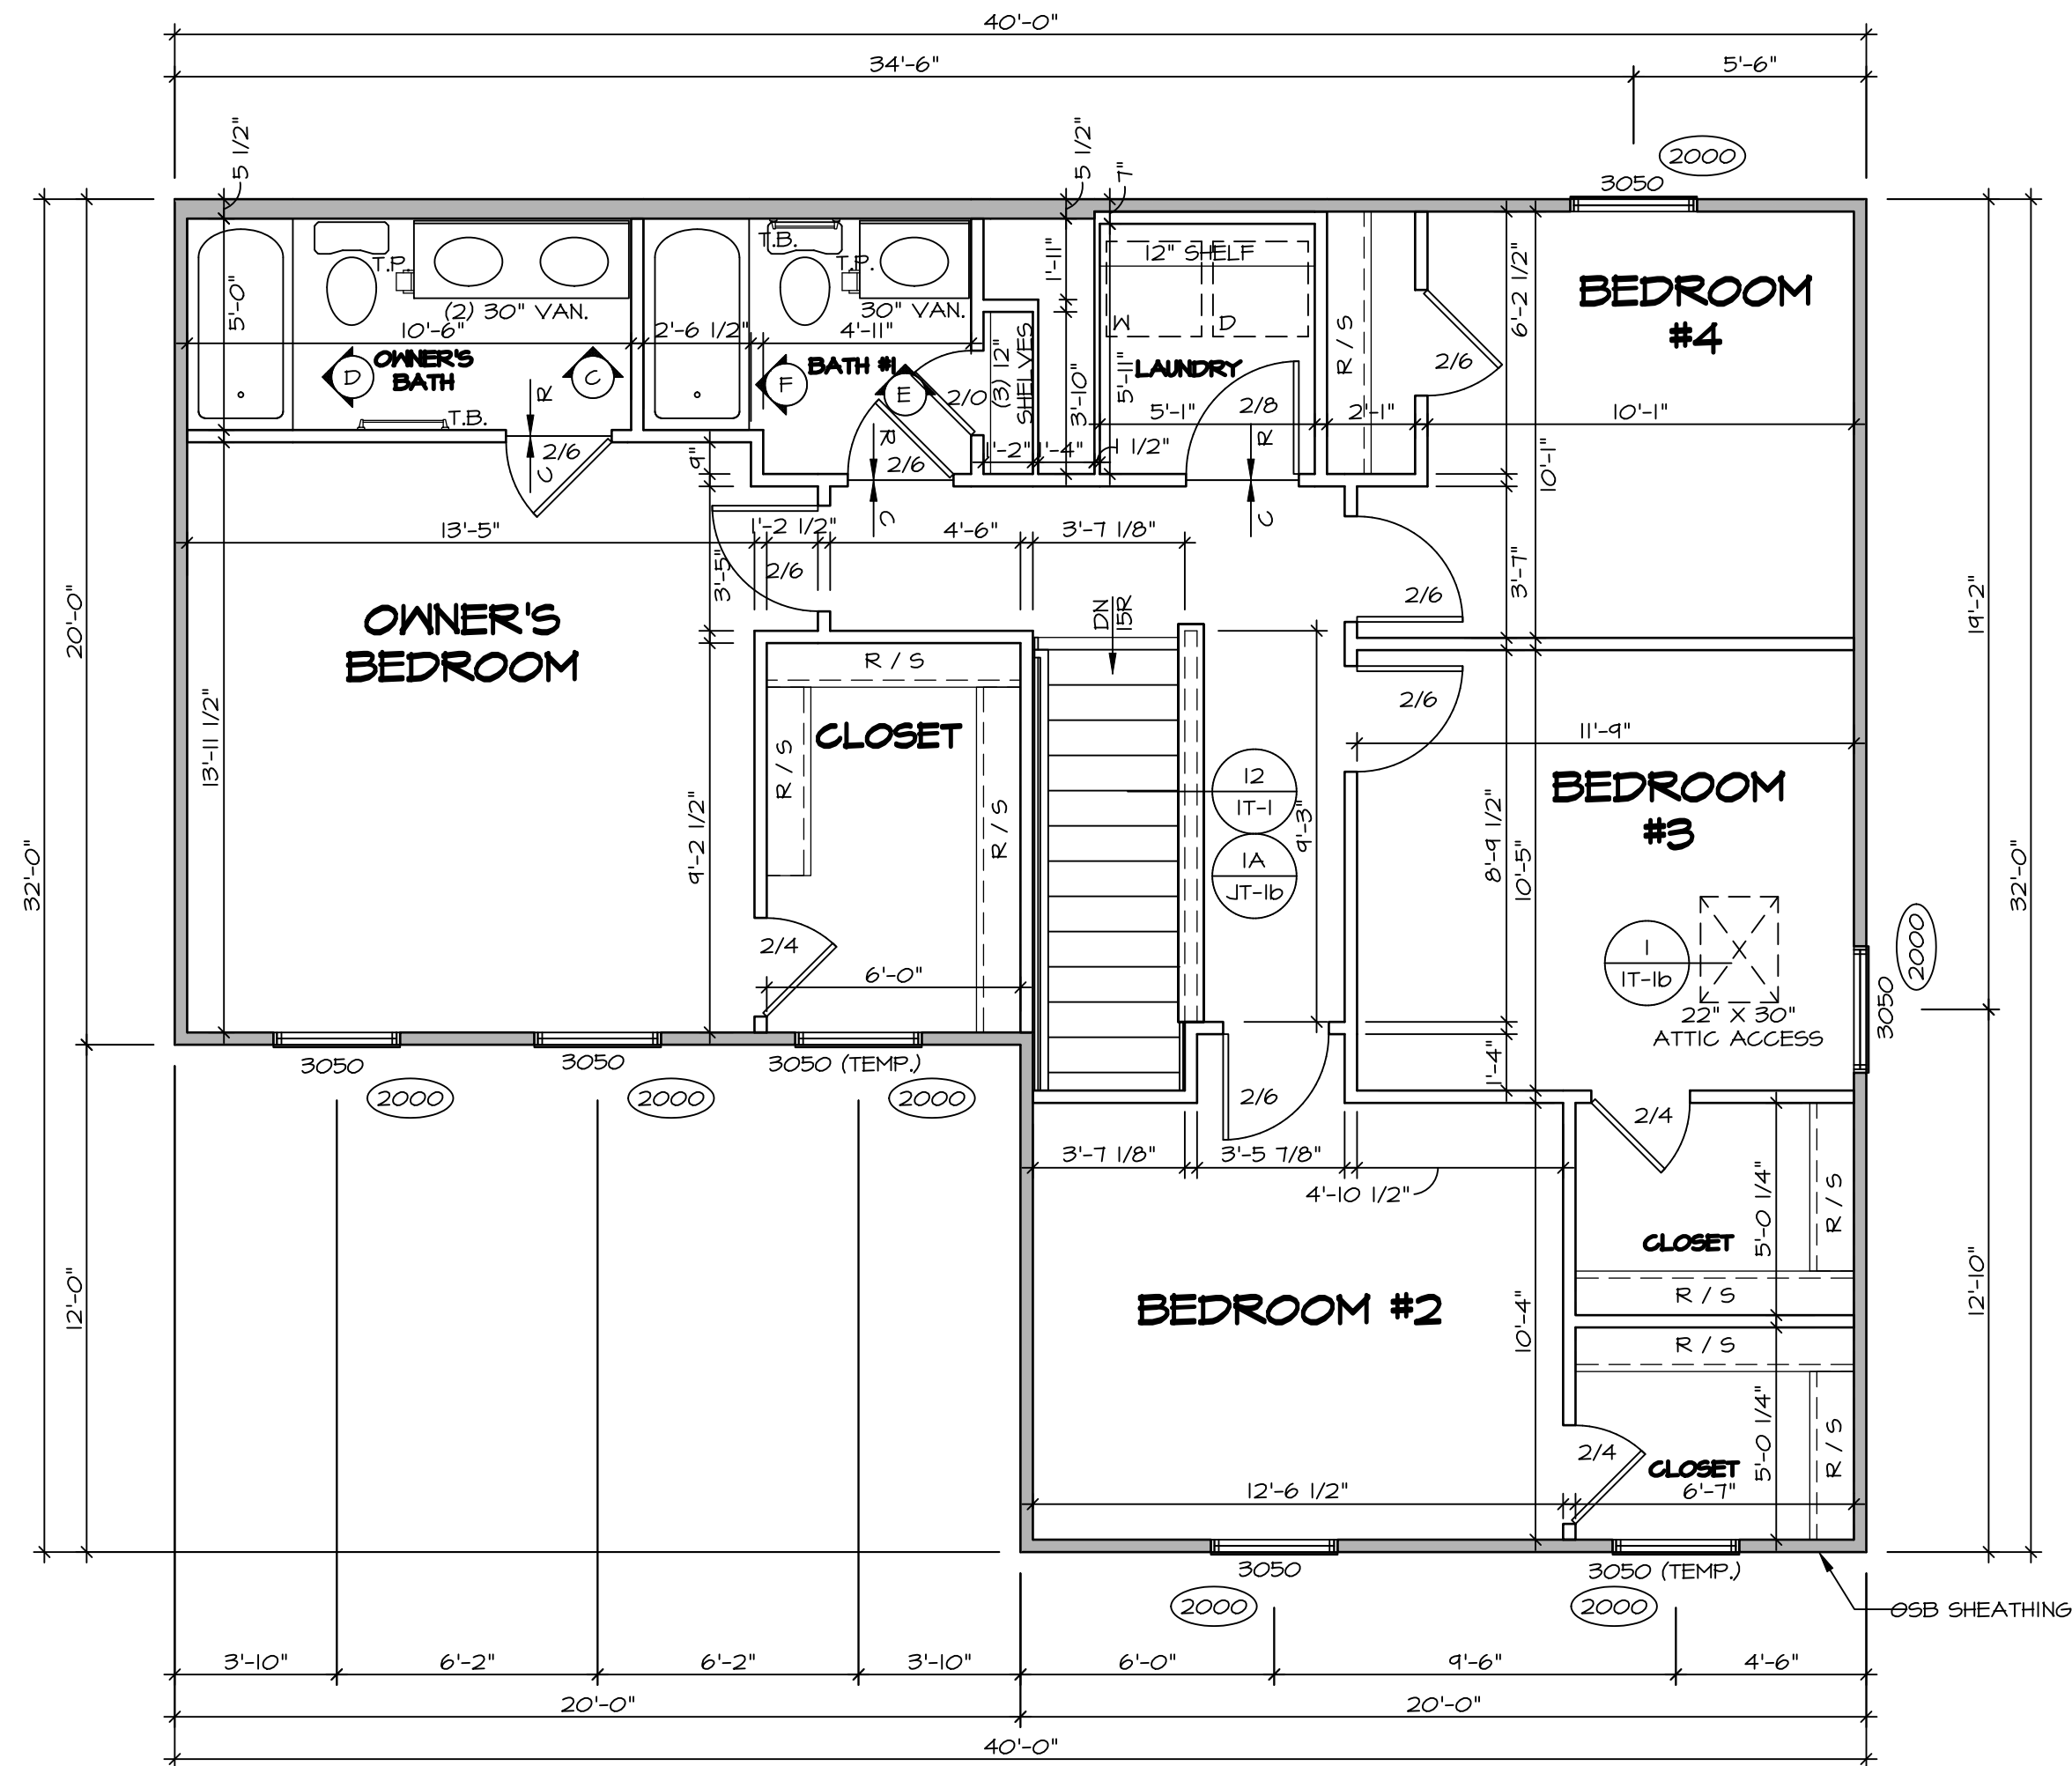 40'-0"
34'-6"
5'-6"
5 1/2"
5 1/2"
7"
2000
3050
T.B.
T.P.
T.P.
12" SHELF
1'-11"
6'-2 1/2"
BEDROOM
#4
5'-0"
(2) 30" VAN.
30" VAN.
10'-6"
2'-6 1/2"
4'-11"
W
D
R / S
OWNER'S
BATH
D
C
F
BATH #1
E
2/0
(3) 12"
SHELVES
3'-10"
5'-11"
LAUNDRY
2/6
R
T.B.
5'-1"
2/8
2'-1"
10'-1"
2/6
C
9"
R
2/6
1'-2"
1'-4"
1 1/2"
R
10'-1"
13'-5"
1'-2 1/2"
C
4'-6"
3'-7 1/8"
C
3'-5"
2/6
3'-7"
2/6
20'-0"
19'-2"
OWNER'S
BEDROOM
DN
15R
R / S
2/6
CLOSET
13'-11 1/2"
R / S
R / S
11'-9"
12
1T-1
9'-3"
BEDROOM
#3
9'-2 1/2"
8'-9 1/2"
10'-5"
1A
JT-1b
32'-0"
32'-0"
2/4
6'-0"
1
1T-1b
2000
3050
22" X 30"
ATTIC ACCESS
3050
3050
3050 (TEMP.)
2000
2000
2000
1'-4"
2/6
2/4
3'-7 1/8"
3'-5 7/8"
4'-10 1/2"
5'-0 1/4"
R / S
CLOSET
12'-0"
12'-10"
BEDROOM #2
10'-4"
R / S
R / S
2/4
5'-0 1/4"
R / S
CLOSET
12'-6 1/2"
6'-7"
3050
3050 (TEMP.)
2000
2000
OSB SHEATHING
3'-10"
6'-2"
6'-2"
3'-10"
6'-0"
9'-6"
4'-6"
20'-0"
20'-0"
40'-0"